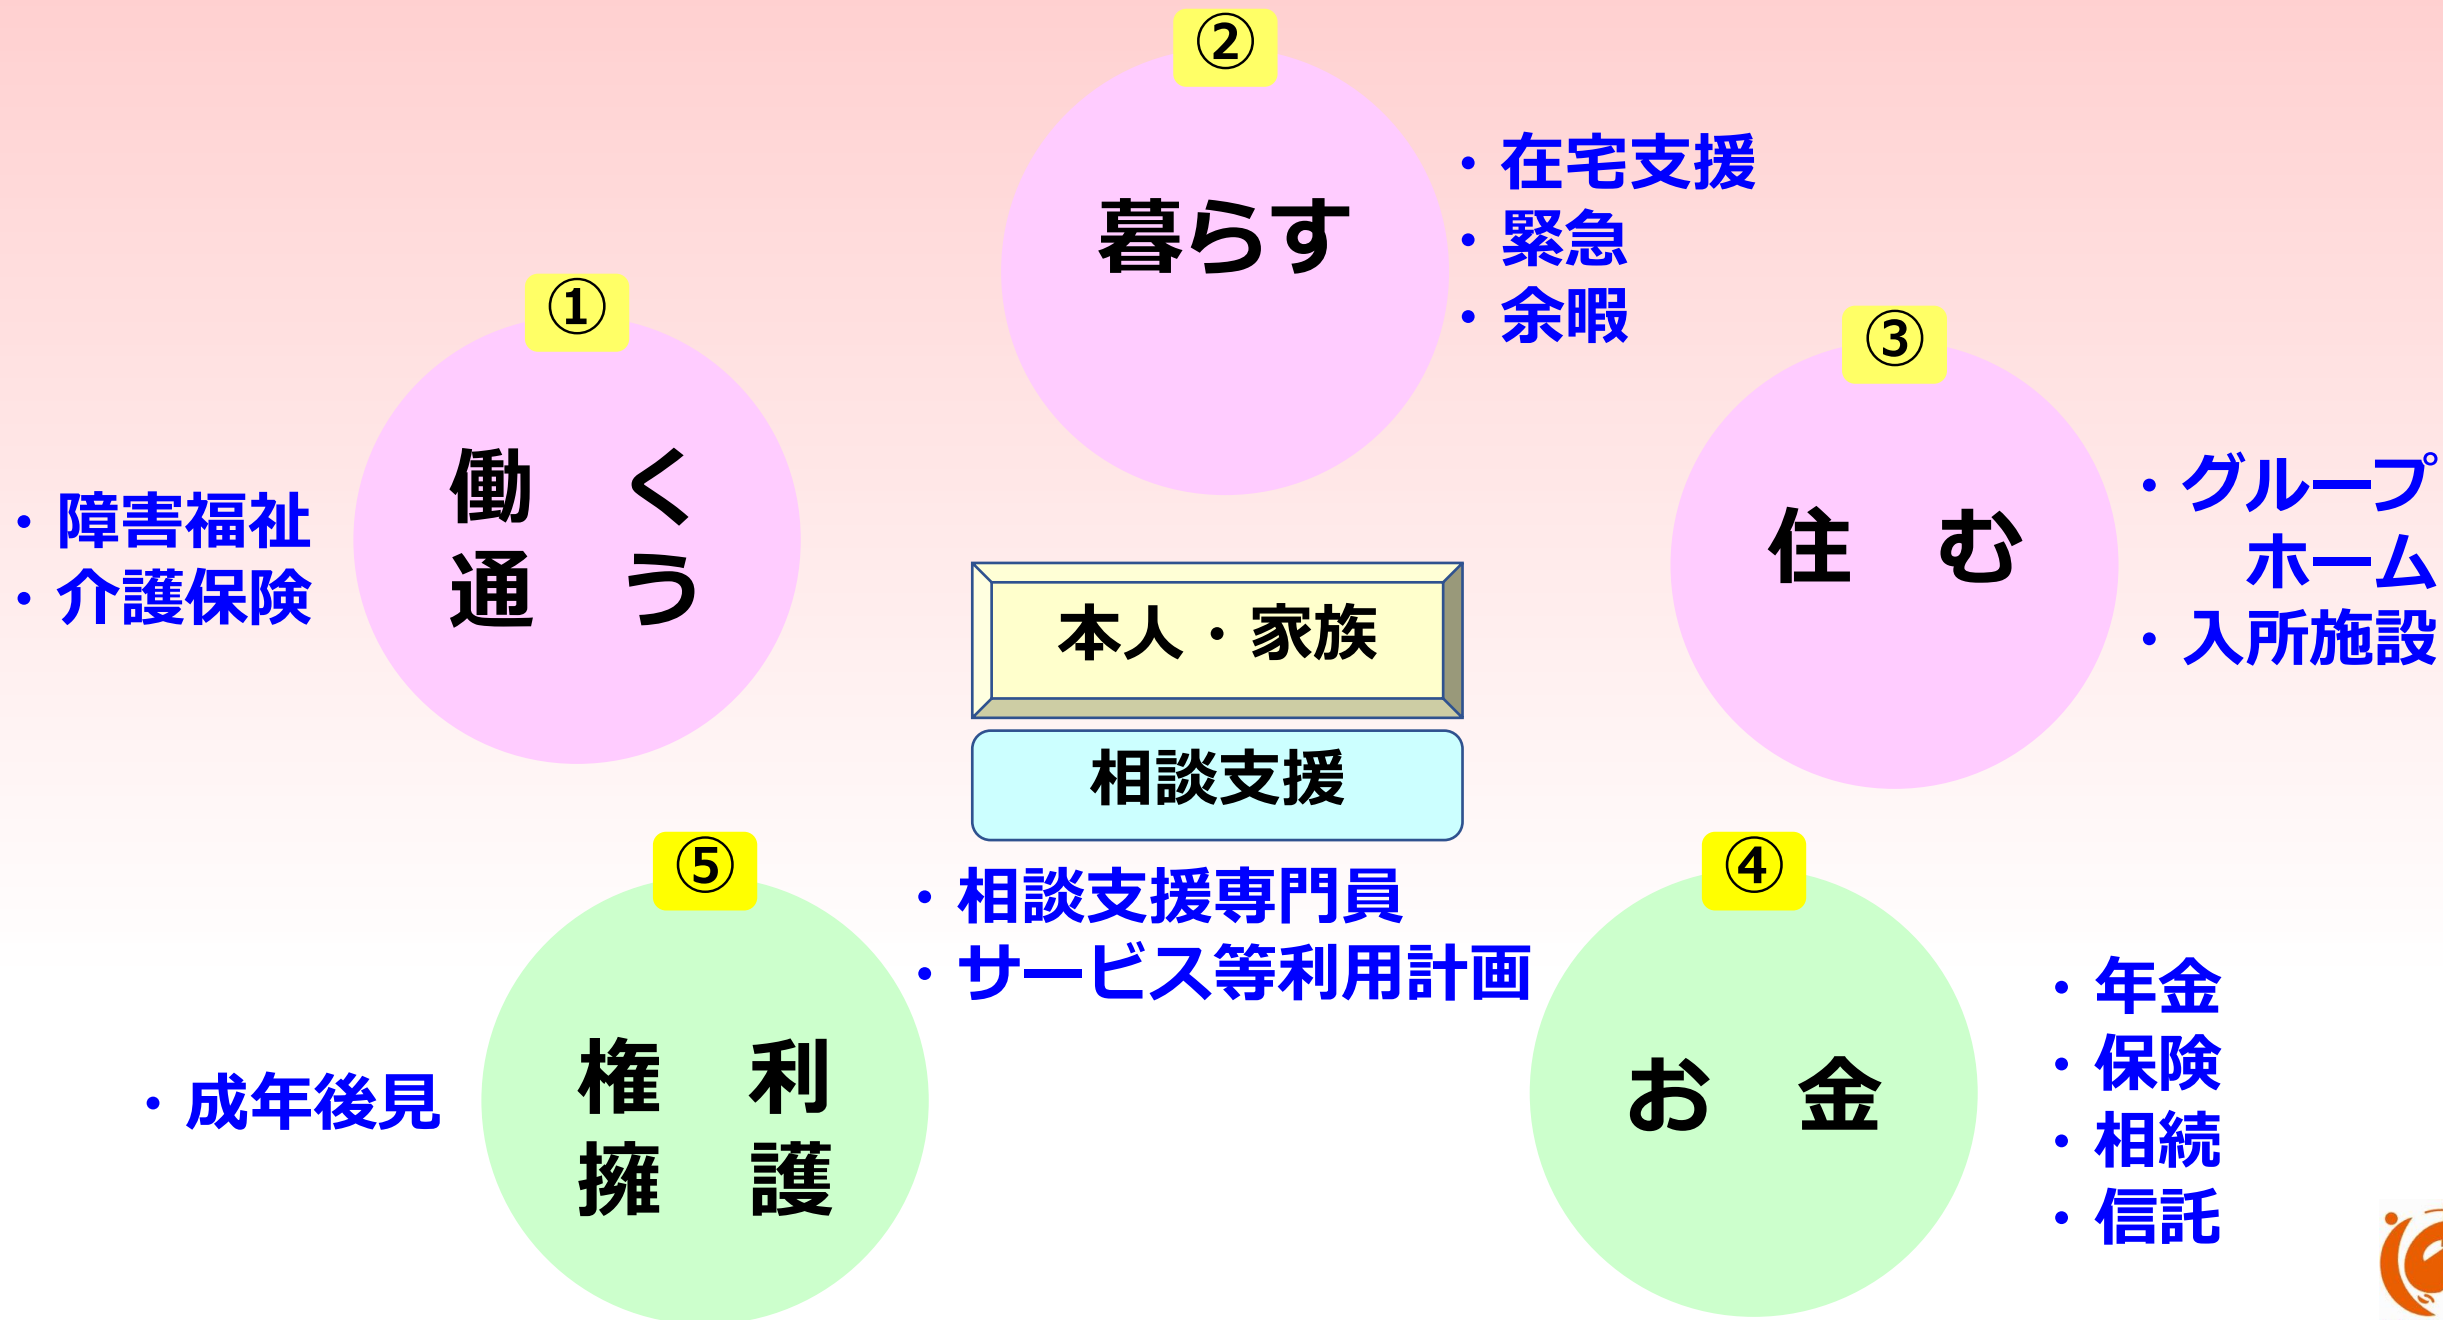 ①
働　く
通　う
・障害福祉
・介護保険
②
暮らす
・在宅支援
・緊急
・余暇
③
住　む
・グループ
ホーム
・入所施設
本人・家族
相談支援
・相談支援専門員
・サービス等利用計画
④
お　金
・年金
・保険
・相続
・信託
⑤
権　利
擁　護
・成年後見